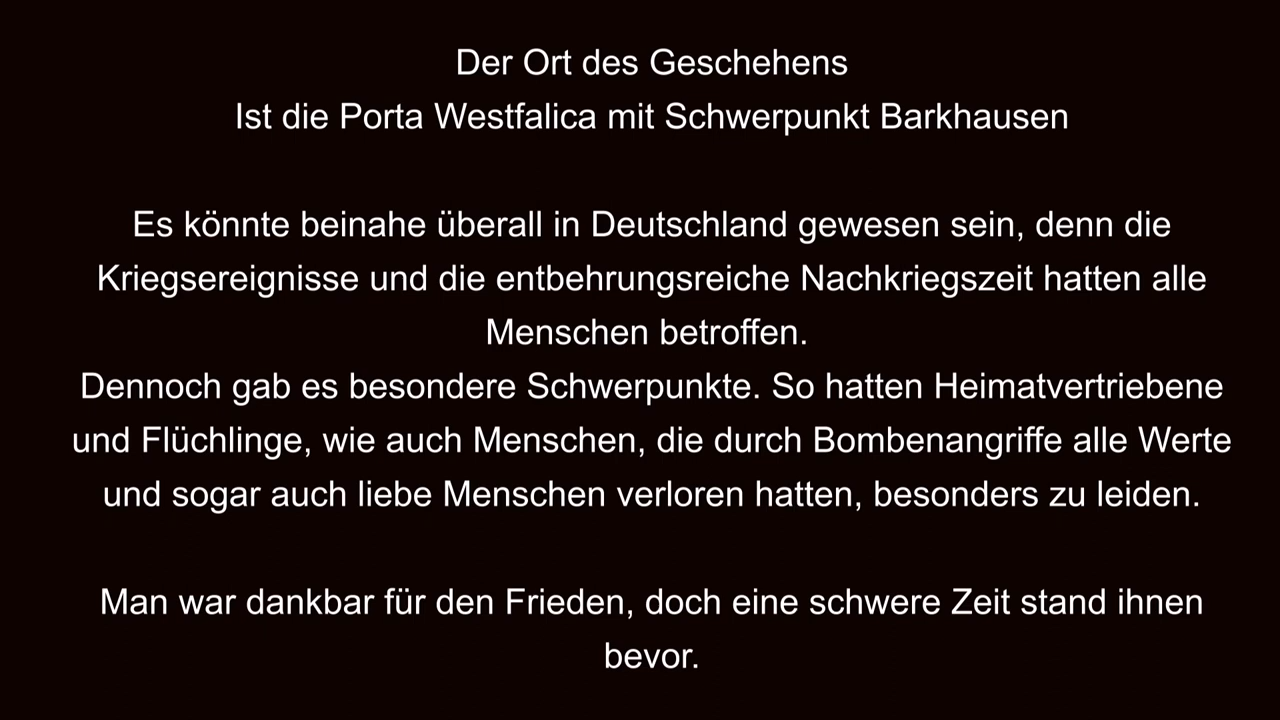 Der Ort des Geschehens
Ist die Porta Westfalica mit Schwerpunkt Barkhausen
Es könnte beinahe überall in Deutschland gewesen sein, denn die
Kriegsereignisse und die entbehrungsreiche Nachkriegszeit hatten alle
Menschen betroffen.
Dennoch gab es besondere Schwerpunkte. So hatten Heimatvertriebene
und Flüchlinge, wie auch Menschen, die durch Bombenangriffe alle Werte
und sogar auch liebe Menschen verloren hatten, besonders zu leiden.
Man war dankbar für den Frieden, doch eine schwere Zeit stand ihnen
bevor.